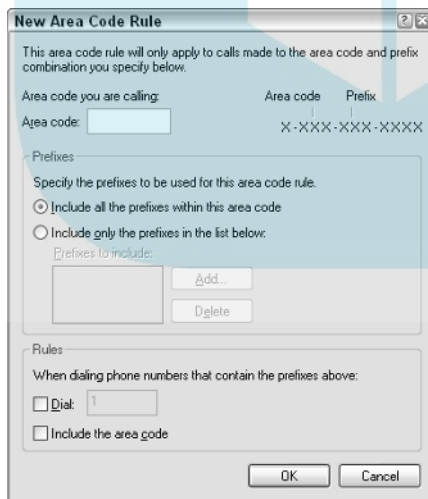 New Area Code Rule
This area code rule will only apply to calls made to the area code and prefix
combination you specify below.
Area code you are calling:
Area code Prefix
Area code:
X-XXX-XXX-XXXX
Prefixes
Specify the prefixes to be used for this area code rule.
Include all the prefixes within this area code
Include only the prefixes in the list below:
Prefixes to include:
Add...
Delete
Rules
When dialing phone numbers that contain the prefixes above:
Dial: 1
Include the area code
OK Cancel